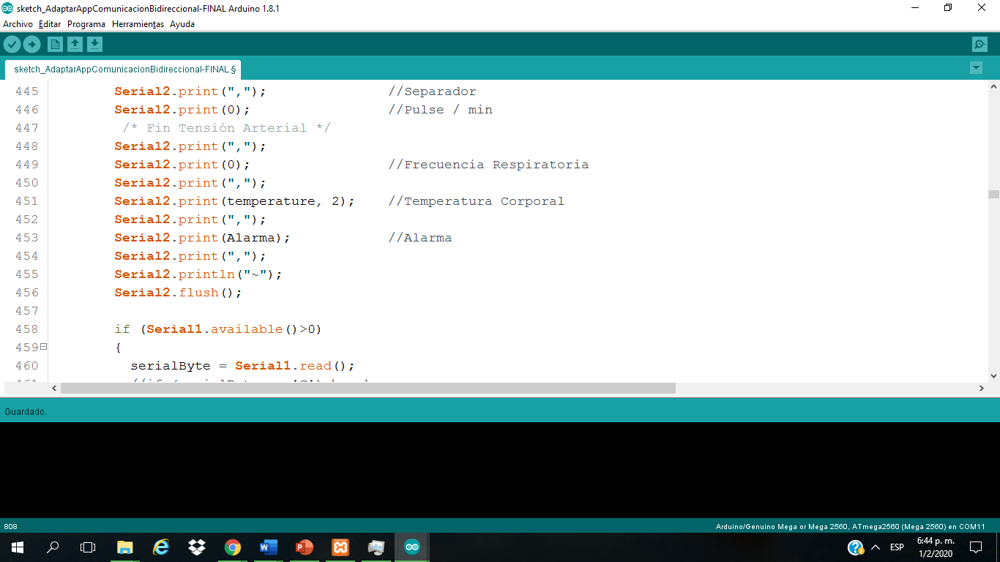 sketch_AdaptarAppComunicacionBidireccional-FINAL Arduino 1.8.1
Archivo Editar Programa Herramientas Ayuda
sketch_AdaptarAppComunicacionBidireccional-FINAL §
445 Serial2.print(","); //Separador
446 Serial2.print(0); //Pulse / min
447 /* Fin Tensión Arterial */
448 Serial2.print(",");
449 Serial2.print(0); //Frecuencia Respiratoria
450 Serial2.print(",");
451 Serial2.print(temperature, 2); //Temperatura Corporal
452 Serial2.print(",");
453 Serial2.print(Alarma); //Alarma
454 Serial2.print(",");
455 Serial2.println("~");
456 Serial2.flush();
457
458 if (Serial1.available()>0)
459 {
460 serialByte = Serial1.read();
Guardado.
808 Arduino/Genuino Mega or Mega 2560, ATmega2560 (Mega 2560) en COM11
ESP
6:44 p. m.
1/2/2020